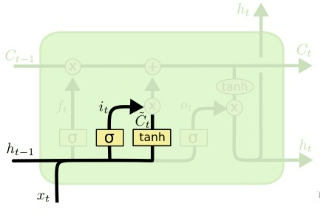 h_t
C_{t-1} C_t
f_t i_t C̃_t o_t tanh
σ σ tanh σ
h_{t-1} h_t
x_t